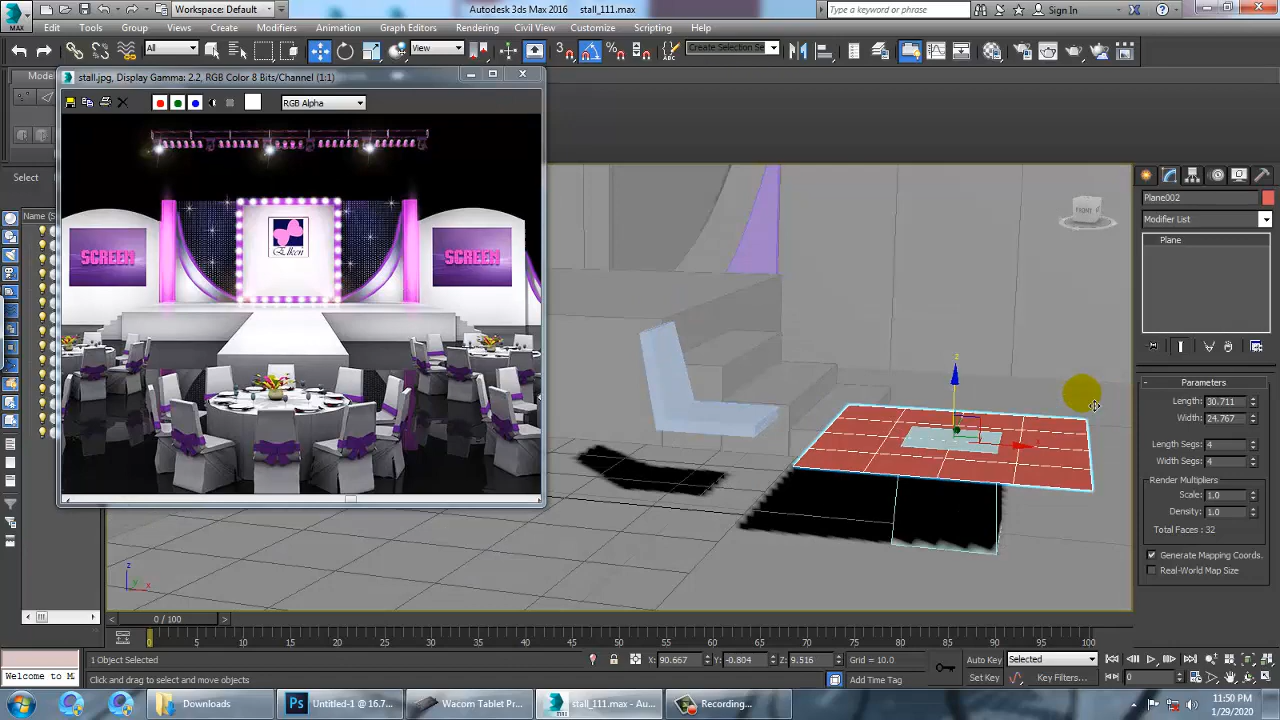 Workspace: Default
Autodesk 3ds Max 2016
stall_111.max
Type a keyword or phrase
Sign In
MAX
Edit
Tools
Group
Views
Create
Modifiers
Animation
Graph Editors
Rendering
Civil View
Customize
Scripting
Help
All
View
Create Selection Se
Model
stall.jpg, Display Gamma: 2.2, RGB Color 8 Bits/Channel (1:1)
RGB Alpha
Select
Name (S
SCREEN
Elken
SCREEN
FRONT
z
x
z
y
x
Plane002
Modifier List
Plane
Parameters
Length: 30.711
Width: 24.767
Length Segs: 4
Width Segs: 4
Render Multipliers
Scale: 1.0
Density: 1.0
Total Faces: 32
Generate Mapping Coords.
Real-World Map Size
0 / 100
0 5 10 15 20 25 30 35 40 45 50 55 60 65 70 75 80 85 90 95 100
1 Object Selected
X: 90.667
Y: -0.804
Z: 9.516
Grid = 10.0
Auto Key
Selected
Welcome to M
Click and drag to select and move objects
Add Time Tag
Set Key
Key Filters...
0
Downloads
Untitled-1 @ 16.7...
Wacom Tablet Pr...
stall_111.max - Au...
Recording...
11:50 PM
1/29/2020